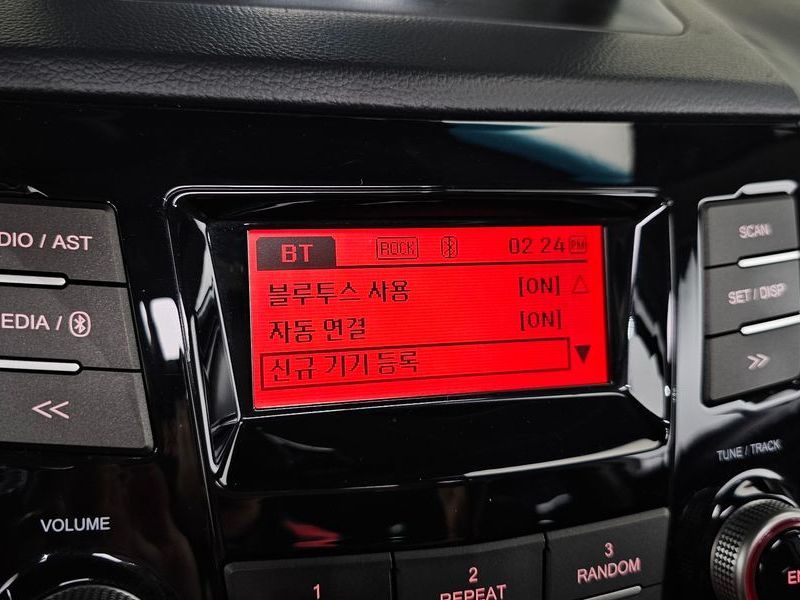 DIO / AST
EDIA /
<<
VOLUME
BT ROCK 02:24 PM
블루투스 사용 [ON]
자동 연결 [ON]
신규 기기 등록
SCAN
SET / DISP
>>
TUNE / TRACK
1
2
REPEAT
3
RANDOM